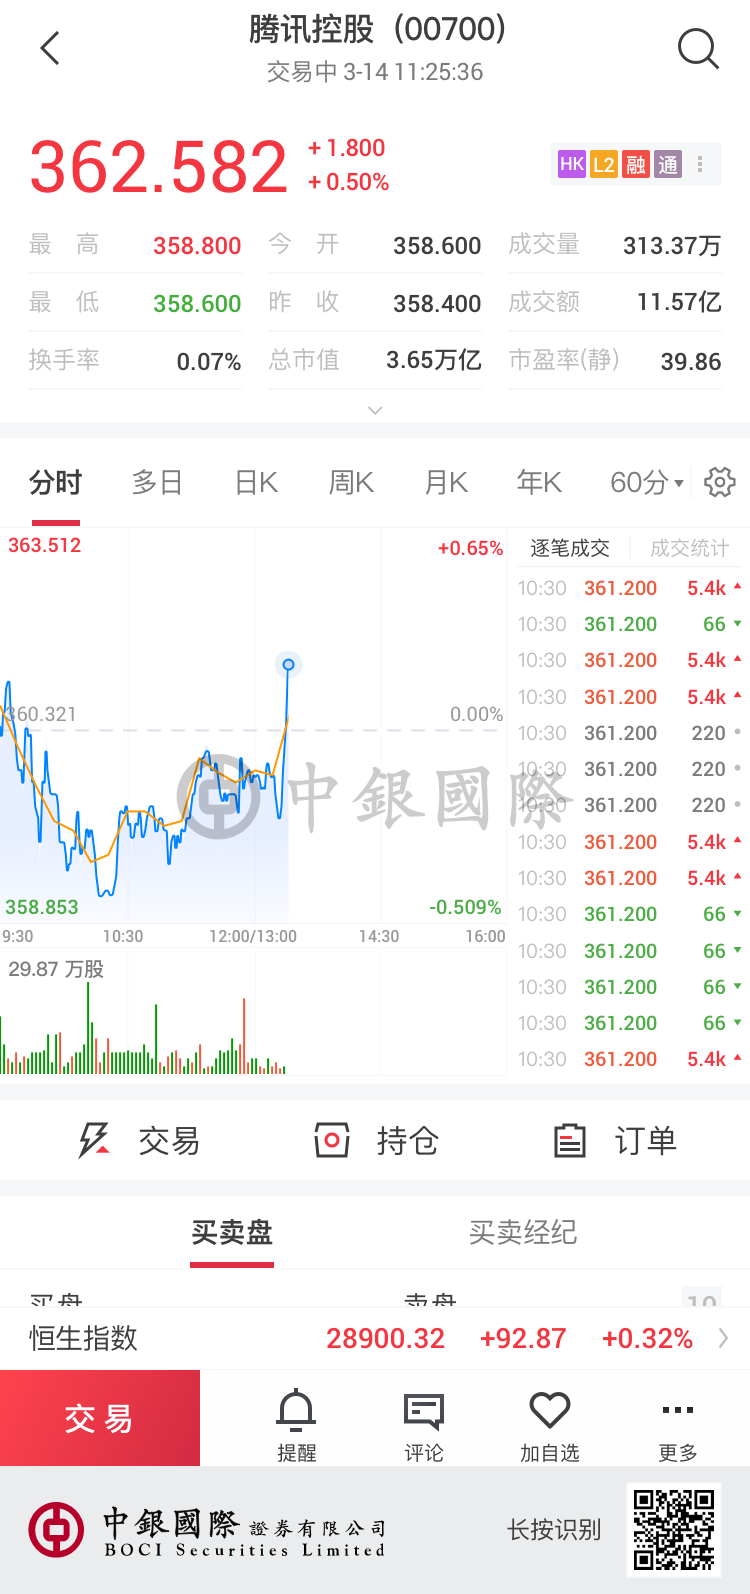 腾讯控股（00700）
交易中 3-14 11:25:36
362.582
+1.800
+0.50%
HK L2 融 通
最高 358.800 今开 358.600 成交量 313.37万
最低 358.600 昨收 358.400 成交额 11.57亿
换手率 0.07% 总市值 3.65万亿 市盈率(静) 39.86
分时 多日 日K 周K 月K 年K 60分
363.512 +0.65%
360.321 0.00%
358.853 -0.509%
9:30 10:30 12:00/13:00 14:30 16:00
29.87 万股
中銀國際
逐笔成交 成交统计
10:30 361.200 5.4k
10:30 361.200 66
10:30 361.200 5.4k
10:30 361.200 5.4k
10:30 361.200 220
10:30 361.200 220
10:30 361.200 220
10:30 361.200 5.4k
10:30 361.200 5.4k
10:30 361.200 66
10:30 361.200 66
10:30 361.200 66
10:30 361.200 66
10:30 361.200 5.4k
交易 持仓 订单
买卖盘 买卖经纪
买盘 卖盘 10
恒生指数 28900.32 +92.87 +0.32%
交易 提醒 评论 加自选 更多
中銀國際 證券有限公司
BOCI Securities Limited
长按识别